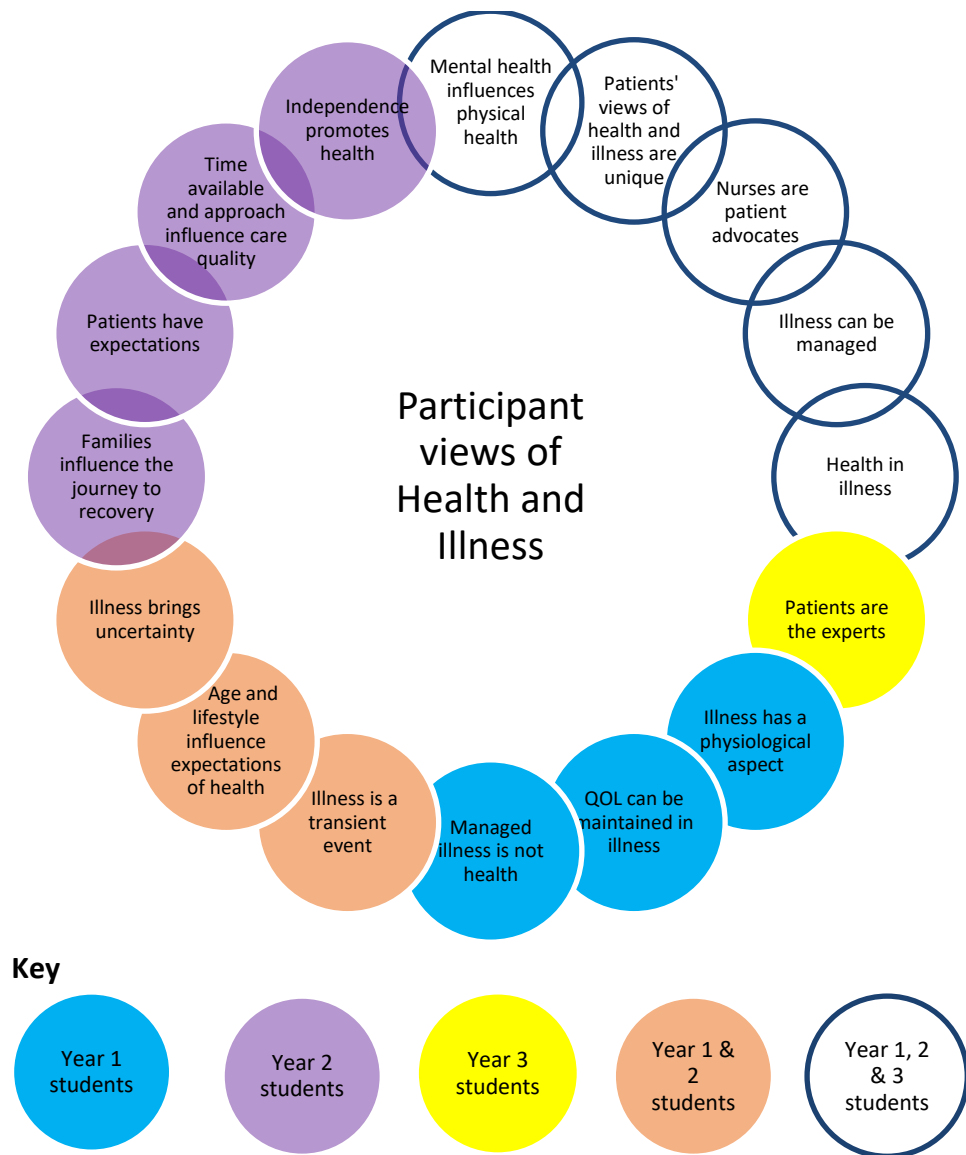 Mental health
influences
physical
health
Patients'
views of
health and
illness are
unique
Nurses are
patient
advocates
Illness can be
managed
Health in
illness
Patients are
the experts
Illness has a
physiological
aspect
QOL can be
maintained in
illness
Managed
illness is not
health
Illness is a
transient
event
Age and
lifestyle
influence
expectations
of health
Illness brings
uncertainty
Families
influence the
journey to
recovery
Patients have
expectations
Time
available
and approach
influence care
quality
Independence
promotes
health
Participant
views of
Health and
Illness
Key
Year 1
students
Year 2
students
Year 3
students
Year 1 &
2
students
Year 1, 2
& 3
students